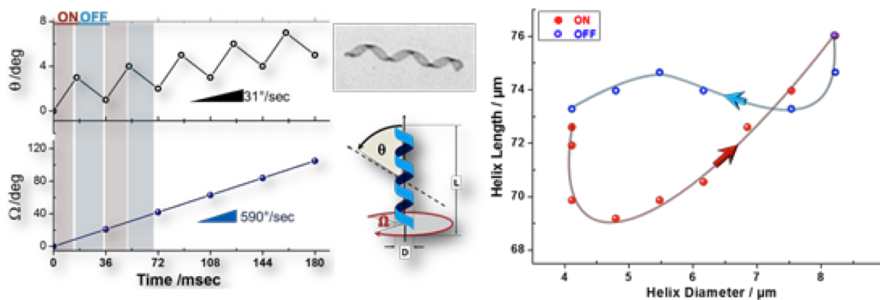 ON OFF
8
4
0
θ/deg
31°/sec
120
80
40
0
Ω/deg
590°/sec
0 36 72 108 144 180
Time /msec
θ
L
Ω
D
ON
OFF
76
74
72
70
68
Helix Length / µm
4 5 6 7 8
Helix Diameter / µm